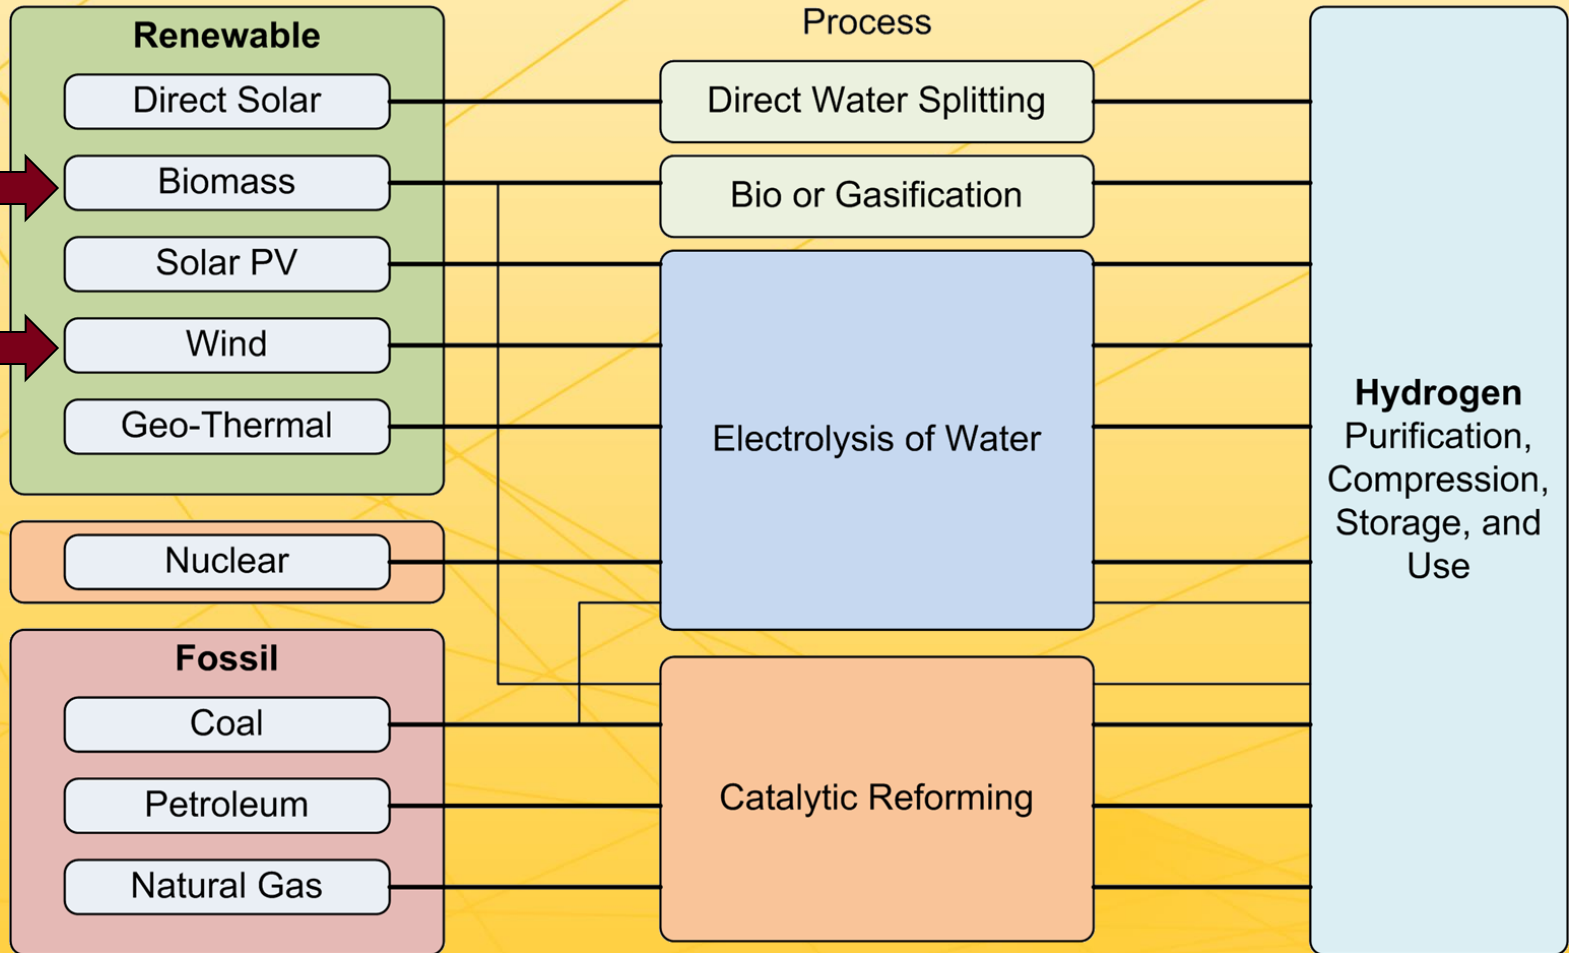 Renewable
Direct Solar
Biomass
Solar PV
Wind
Geo-Thermal
Nuclear
Fossil
Coal
Petroleum
Natural Gas
Process
Direct Water Splitting
Bio or Gasification
Electrolysis of Water
Catalytic Reforming
Hydrogen
Purification,
Compression,
Storage, and
Use